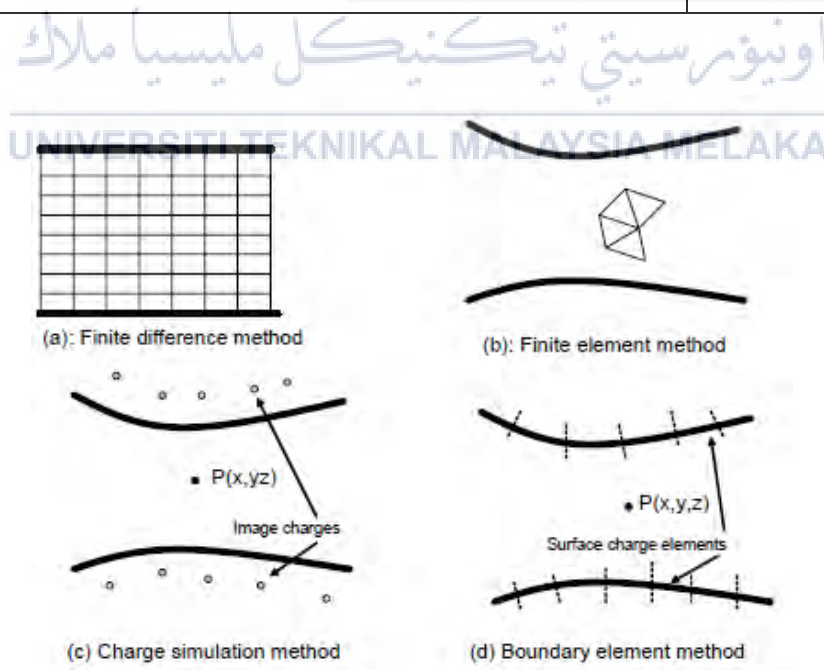 اونيۏرسيتي تيكنيكل مليسيا ملاك
UNIVERSITI TEKNIKAL MALAYSIA MELAKA
(a): Finite difference method
(b): Finite element method
P(x,yz)
Image charges
(c) Charge simulation method
P(x,y,z)
Surface charge elements
(d) Boundary element method